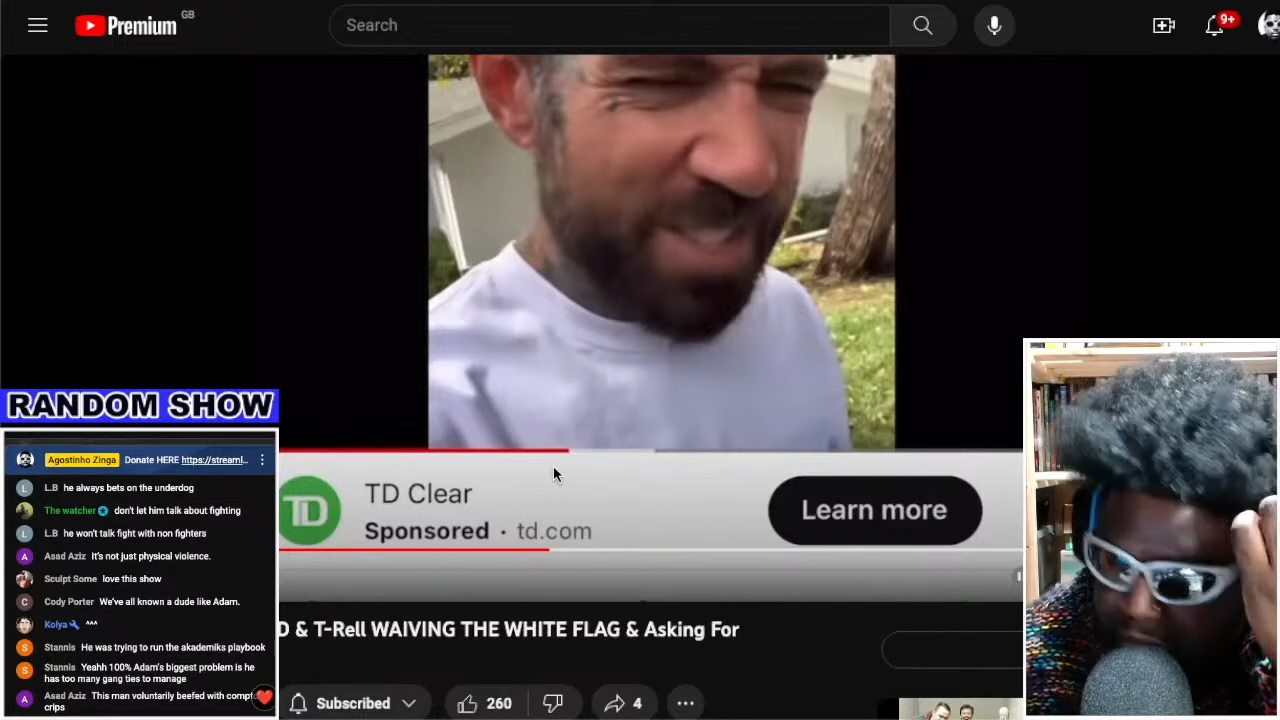 Premium
GB
Search
9+
RANDOM SHOW
Agostinho Zinga Donate HERE https://streaml...
L.B he always bets on the underdog
The watcher don't let him talk about fighting
L.B he won't talk fight with non fighters
Asad Aziz It's not just physical violence.
Sculpt Some love this show
Cody Porter We've all known a dude like Adam.
Kolya ^^^
Stannis He was trying to run the akademiks playbook
Stannis Yeahh 100% Adam's biggest problem is he
has too many gang ties to manage
Asad Aziz This man voluntarily beefed with compt
crips
TD
TD Clear
Sponsored · td.com
Learn more
D & T-Rell WAIVING THE WHITE FLAG & Asking For
Subscribed
260
4